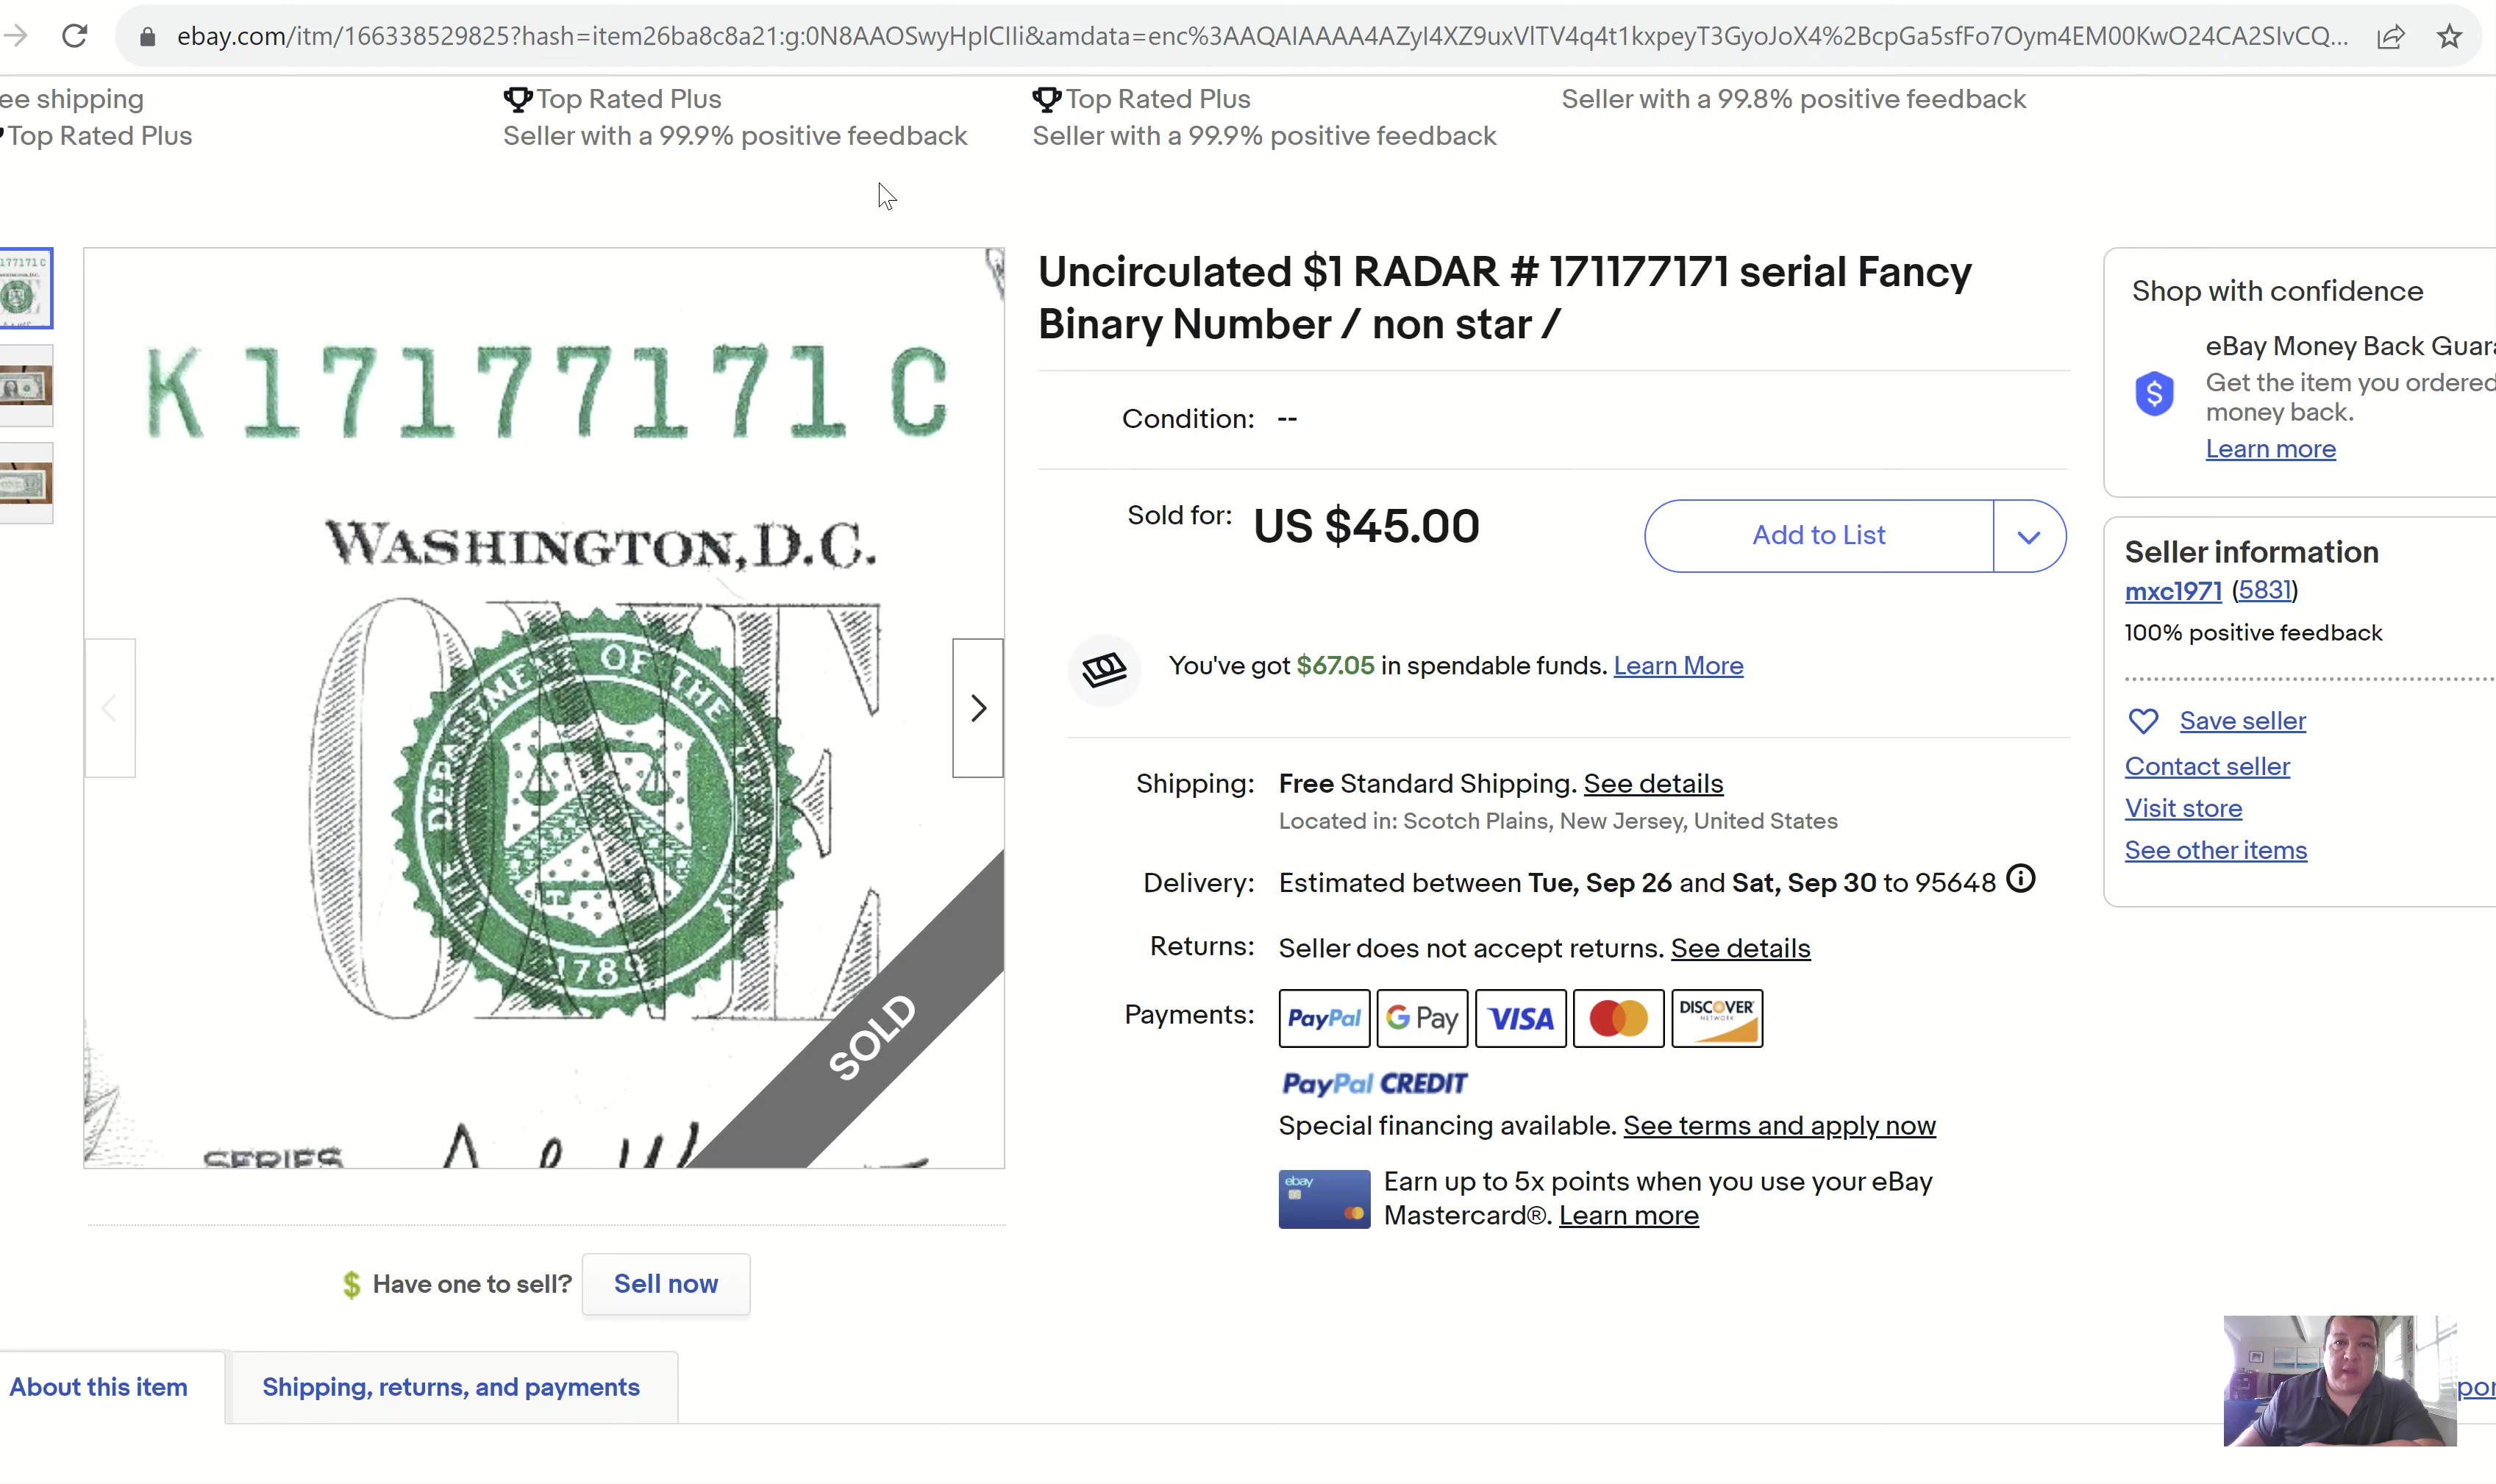 ebay.com/itm/166338529825?hash=item26ba8c8a21:g:0N8AAOSwyHplCIIi&amdata=enc%3AAQAIAAAA4AZyI4XZ9uxVlTV4q4t1kxpeyT3GyoJoX4%2BcpGa5sfFo7Oym4EM00KwO24CA2SIvCQ...
ee shipping
Top Rated Plus
Top Rated Plus
Seller with a 99.9% positive feedback
Top Rated Plus
Seller with a 99.9% positive feedback
Seller with a 99.8% positive feedback
177171 C
K 17177171 C
WASHINGTON, D.C.
ONE
DEPARTMENT OF THE
1789
SERIES
SOLD
Uncirculated $1 RADAR # 171177171 serial Fancy
Binary Number / non star /
Condition: --
Sold for: US $45.00
Add to List
You've got $67.05 in spendable funds. Learn More
Shipping: Free Standard Shipping. See details
Located in: Scotch Plains, New Jersey, United States
Delivery: Estimated between Tue, Sep 26 and Sat, Sep 30 to 95648
Returns: Seller does not accept returns. See details
Payments: PayPal G Pay VISA DISCOVER NETWORK
PayPal CREDIT
Special financing available. See terms and apply now
ebay
Earn up to 5x points when you use your eBay
Mastercard®. Learn more
Shop with confidence
eBay Money Back Guara
Get the item you ordered
money back.
Learn more
Seller information
mxc1971 (5831)
100% positive feedback
Save seller
Contact seller
Visit store
See other items
$ Have one to sell? Sell now
About this item
Shipping, returns, and payments
por